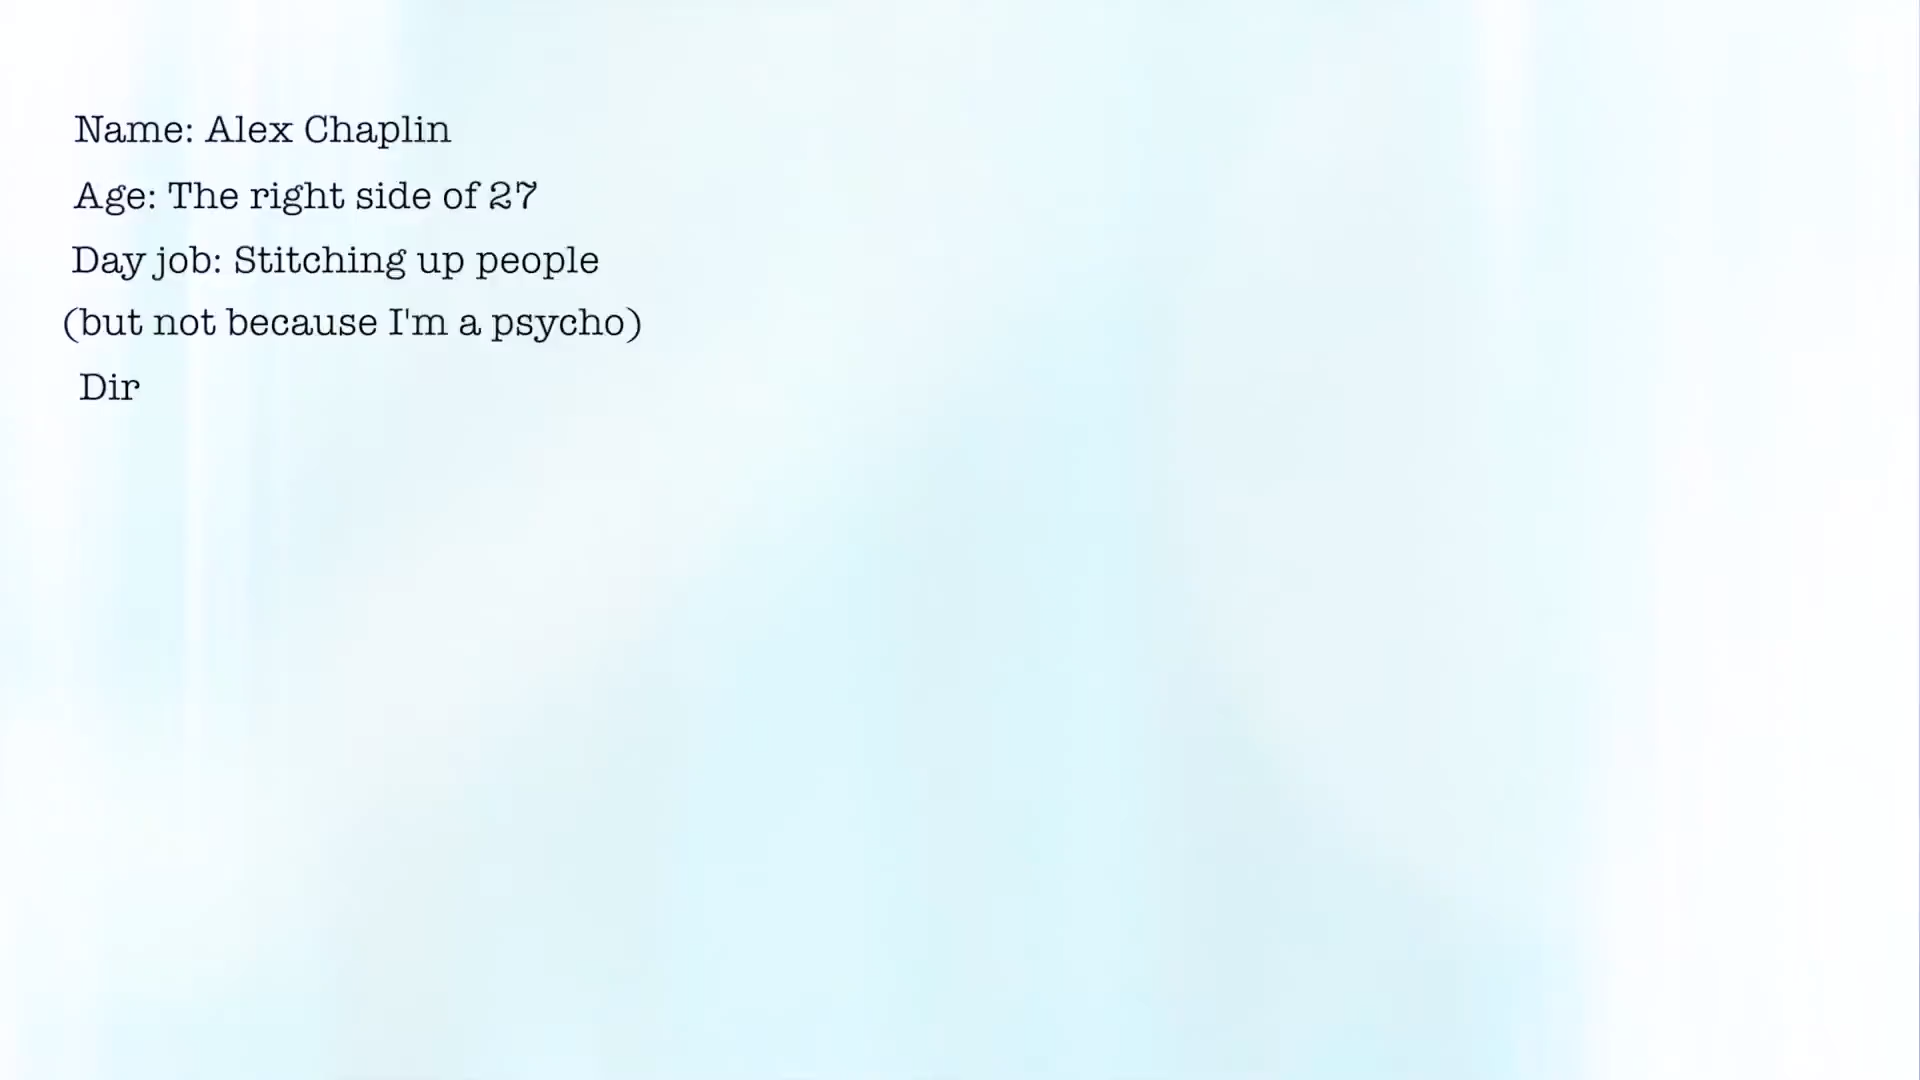 Name: Alex Chaplin
Age: The right side of 27
Day job: Stitching up people
(but not because I'm a psycho)
Dir